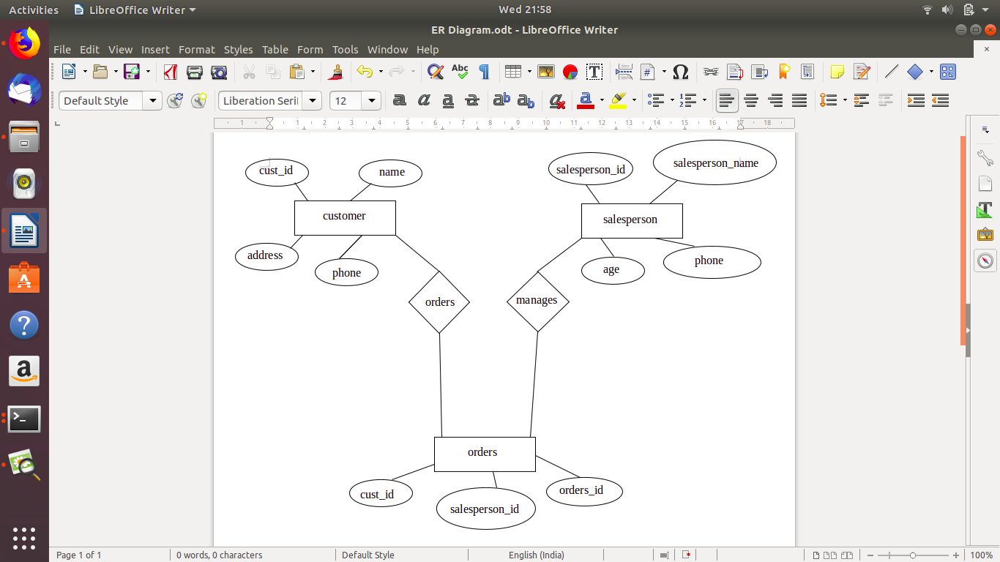 Activities LibreOffice Writer Wed 21:58
ER Diagram.odt - LibreOffice Writer
File Edit View Insert Format Styles Table Form Tools Window Help
Abc
Default Style Liberation Seri 12
1 1 2 3 4 5 6 7 8 9 10 11 12 13 14 15 16 17 18
cust_id name salesperson_id salesperson_name
customer salesperson
address phone age phone
orders manages
orders
cust_id salesperson_id orders_id
Page 1 of 1 0 words, 0 characters Default Style English (India) 100%